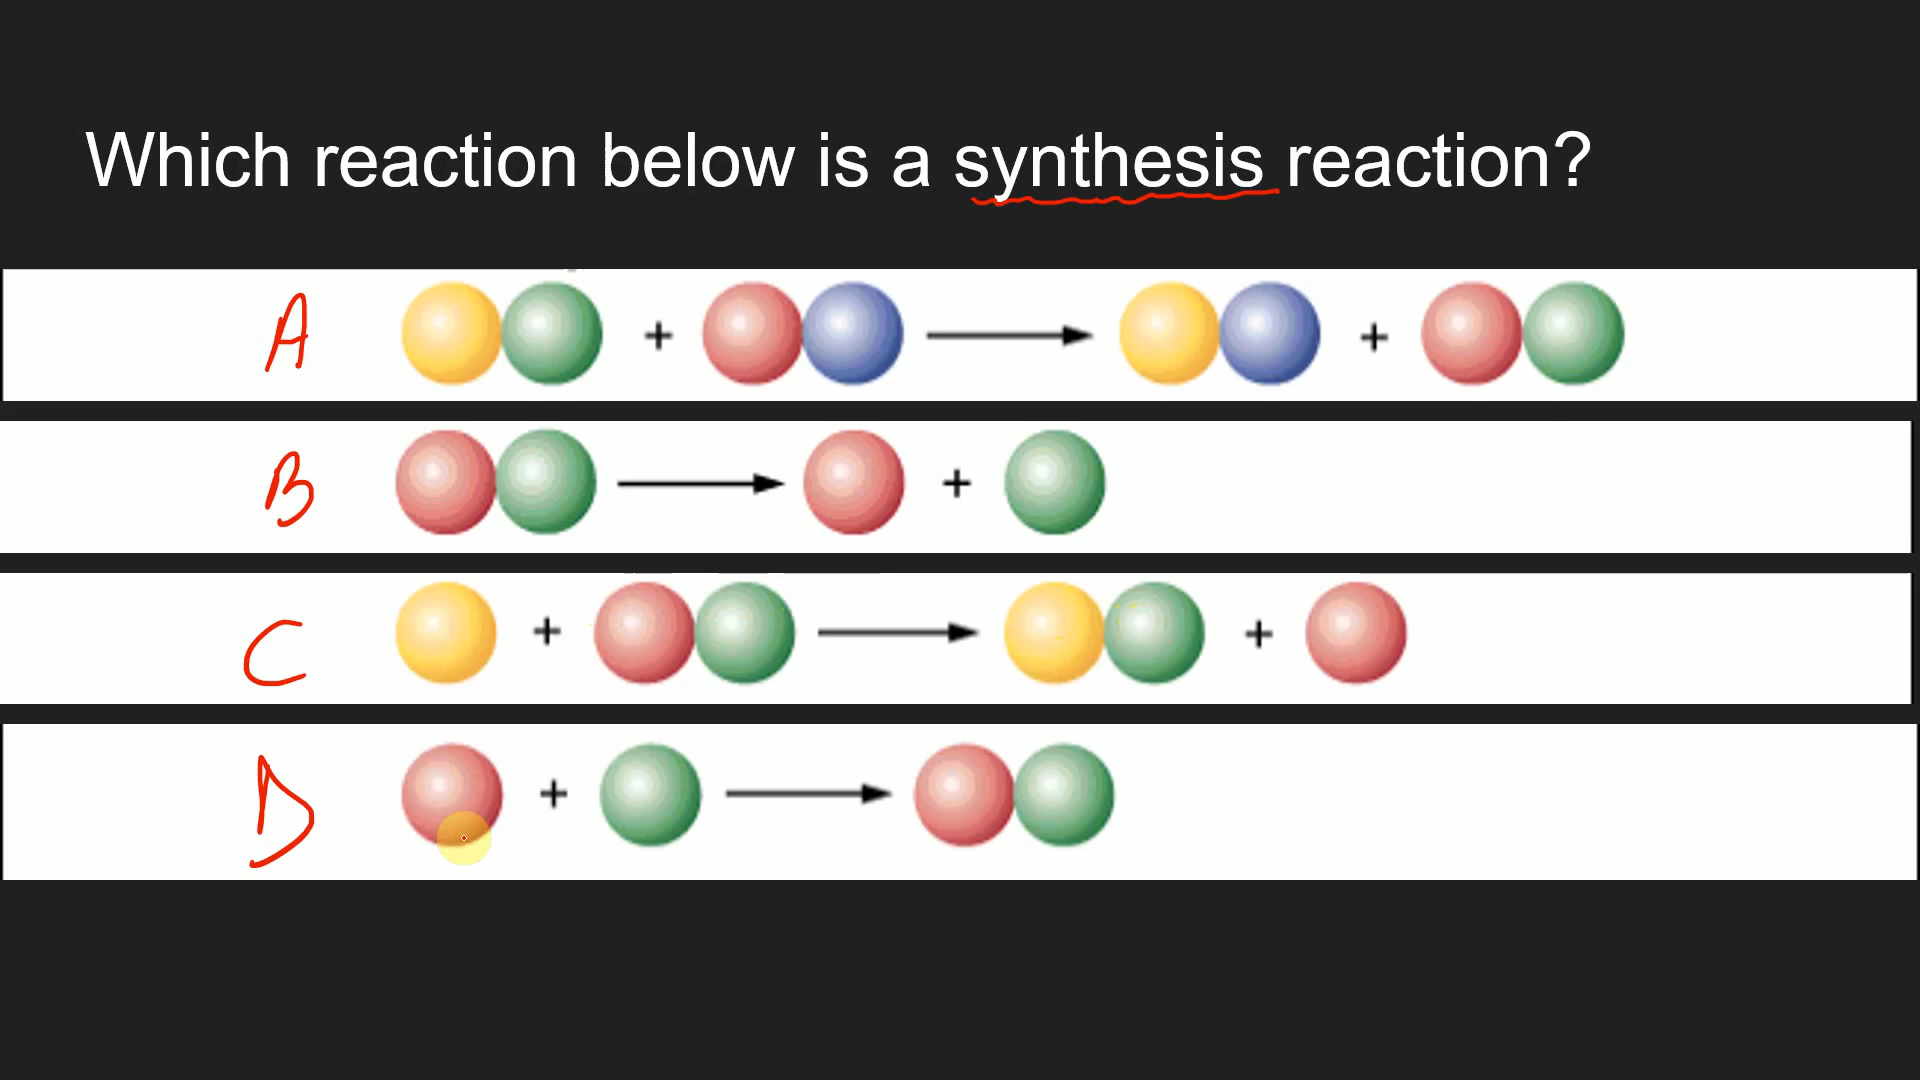 Which reaction below is a synthesis reaction?
A + +
B +
C + +
D +